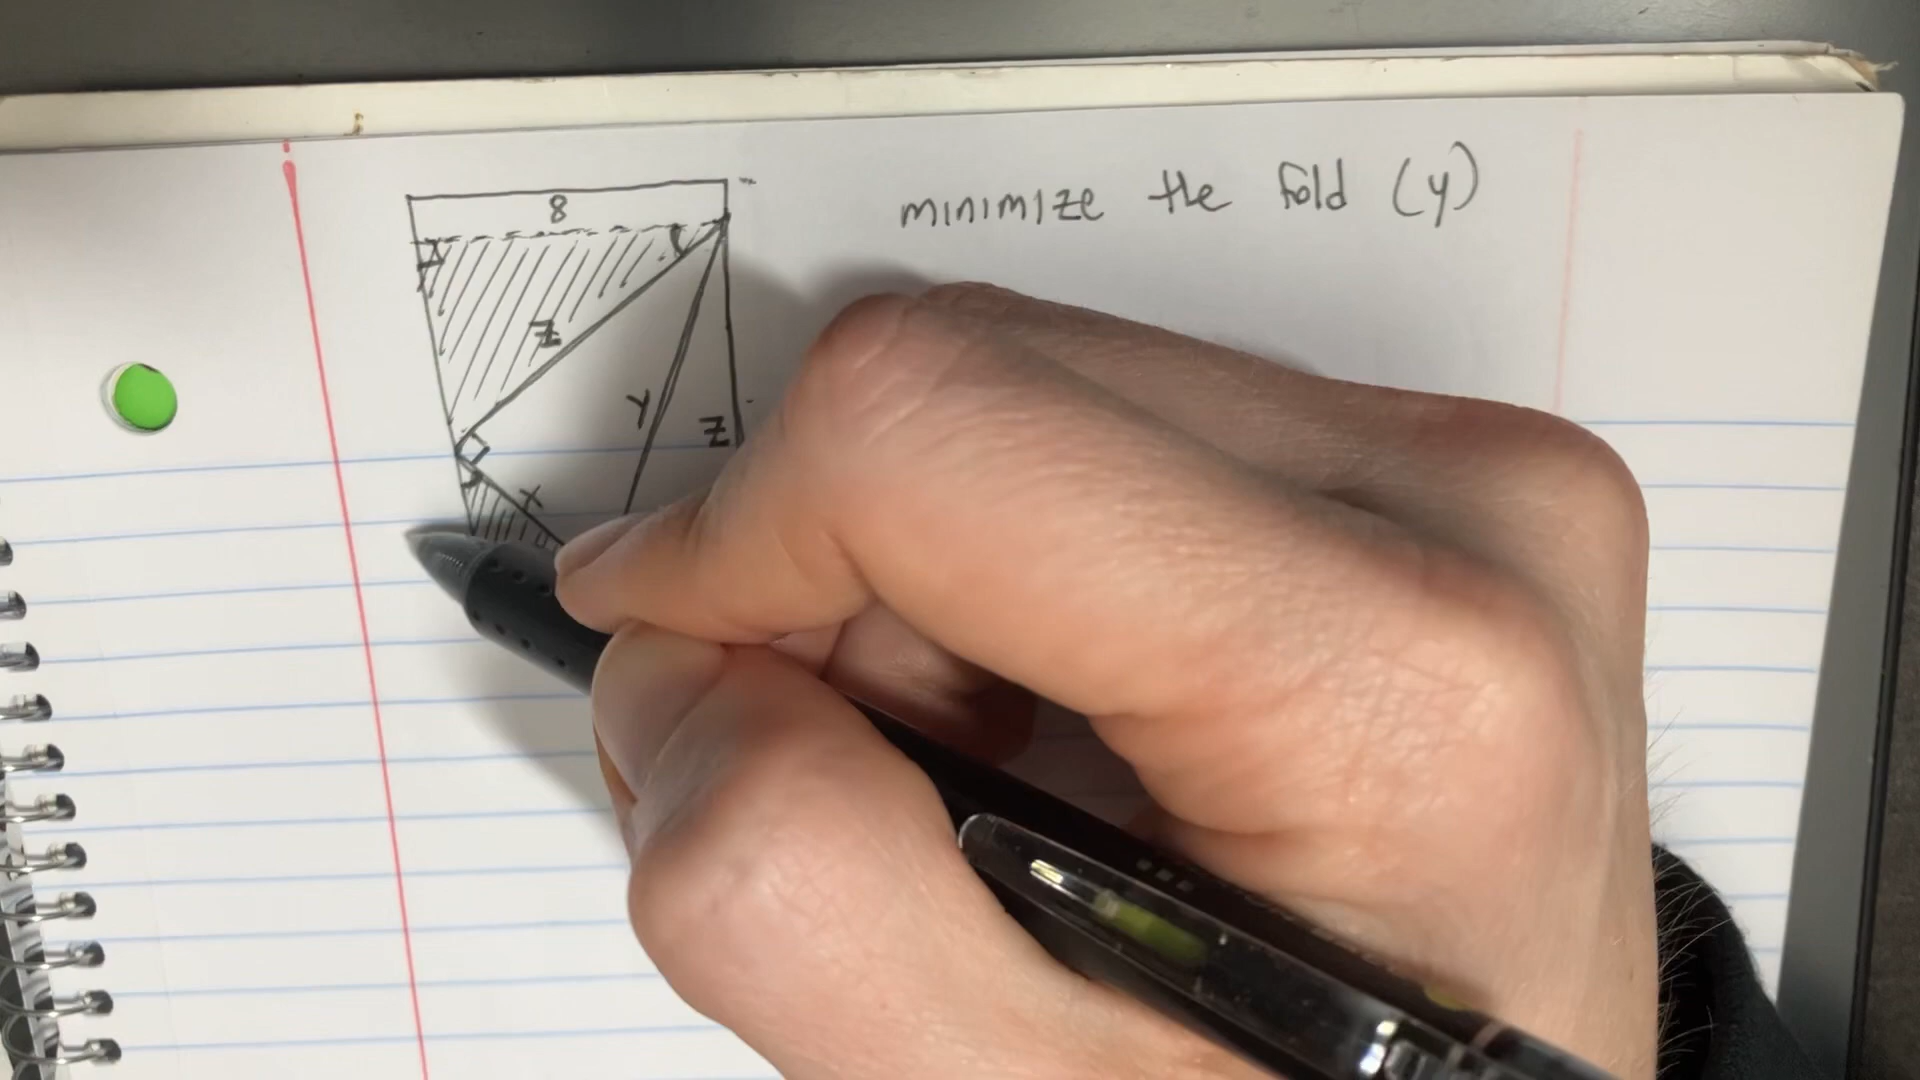 minimize the fold (y)
8
z
y
z
x